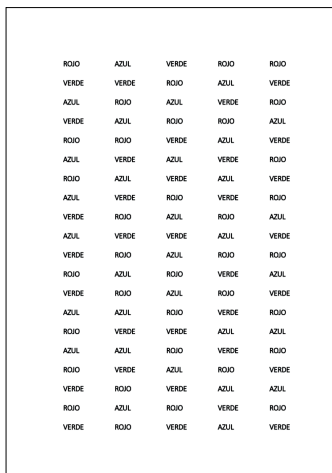 ROJO AZUL VERDE ROJO ROJO
VERDE VERDE ROJO AZUL VERDE
AZUL ROJO AZUL VERDE ROJO
VERDE AZUL ROJO ROJO AZUL
ROJO ROJO VERDE AZUL VERDE
AZUL VERDE AZUL VERDE ROJO
ROJO AZUL VERDE AZUL VERDE
AZUL VERDE ROJO VERDE ROJO
VERDE ROJO AZUL ROJO AZUL
AZUL VERDE VERDE AZUL VERDE
VERDE ROJO AZUL ROJO ROJO
ROJO AZUL ROJO VERDE AZUL
VERDE ROJO AZUL ROJO VERDE
AZUL AZUL ROJO VERDE ROJO
ROJO VERDE VERDE AZUL AZUL
AZUL AZUL ROJO VERDE ROJO
ROJO VERDE AZUL ROJO VERDE
VERDE ROJO VERDE AZUL AZUL
ROJO AZUL ROJO VERDE ROJO
VERDE ROJO VERDE AZUL VERDE